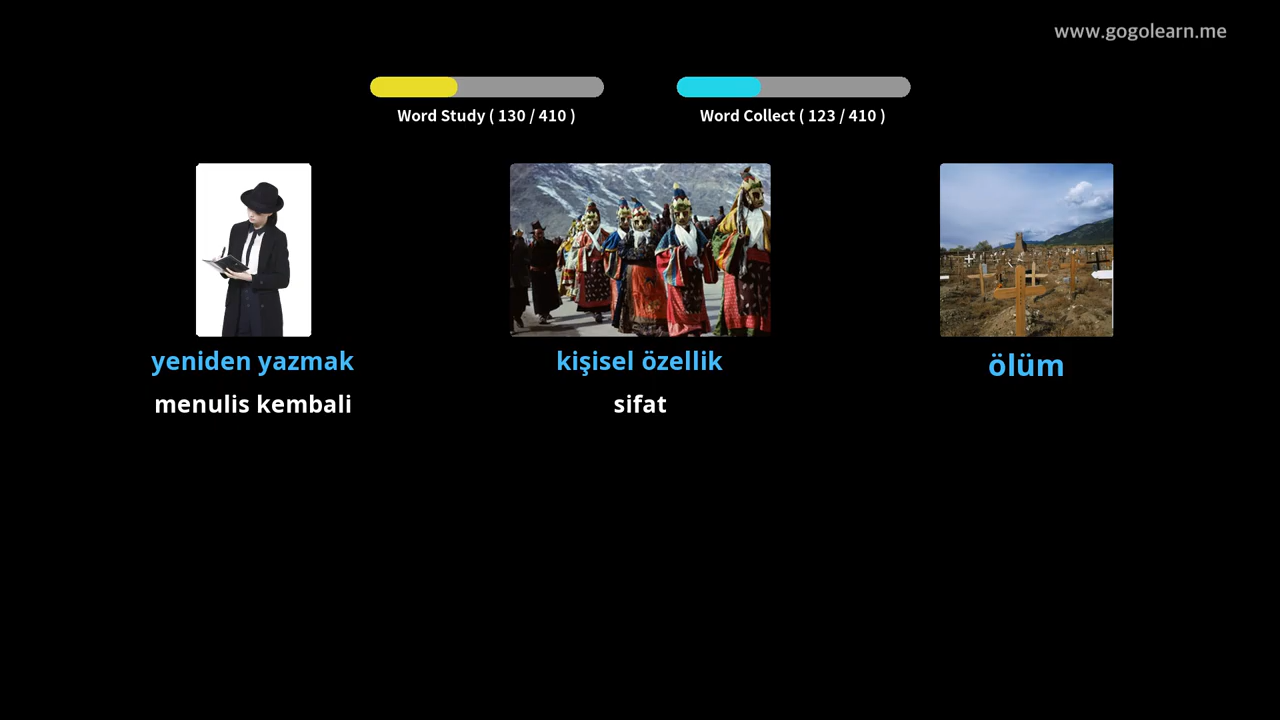 www.gogolearn.me
Word Study ( 130 / 410 )
Word Collect ( 123 / 410 )
yeniden yazmak
kişisel özellik
ölüm
menulis kembali
sifat